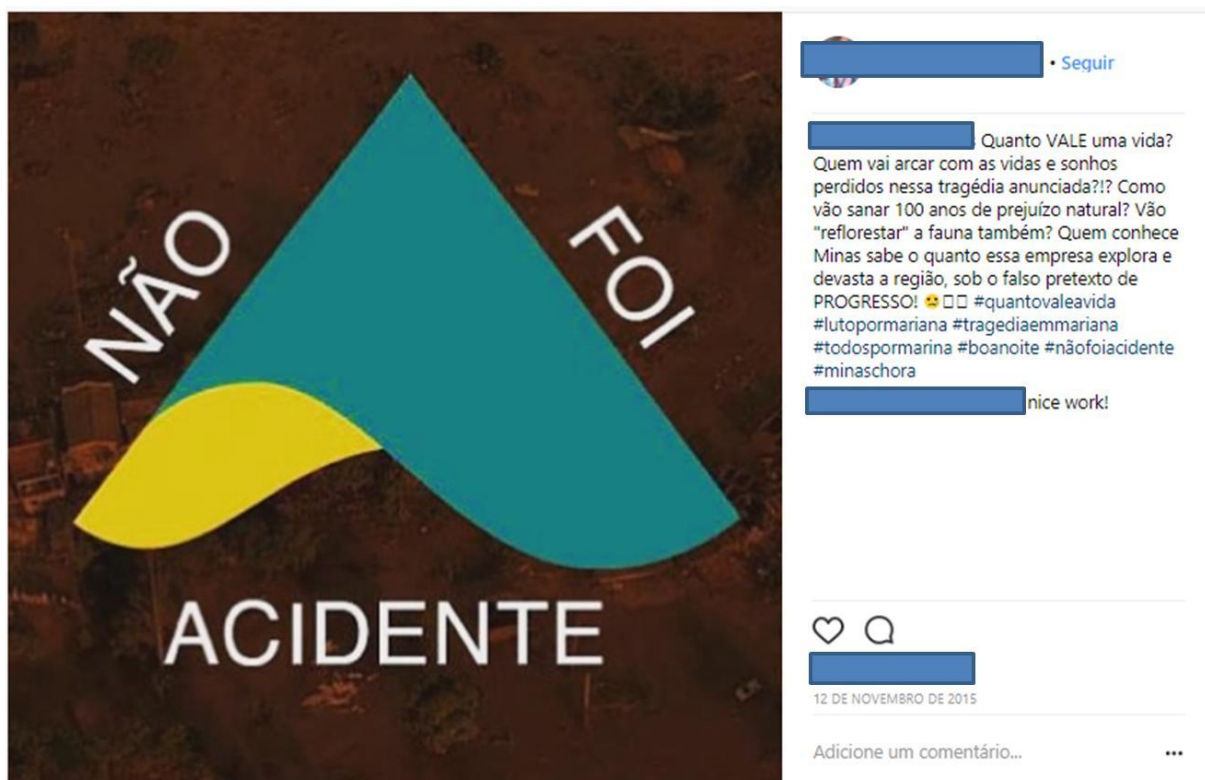 NÃO
FOI
ACIDENTE
• Seguir
Quanto VALE uma vida?
Quem vai arcar com as vidas e sonhos
perdidos nessa tragédia anunciada?!? Como
vão sanar 100 anos de prejuízo natural? Vão
"reflorestar" a fauna também? Quem conhece
Minas sabe o quanto essa empresa explora e
devasta a região, sob o falso pretexto de
PROGRESSO! 😕▯▯ #quantovaleavida
#lutopormariana #tragediaemmariana
#todospormarina #boanoite #nãofoiacidente
#minaschora
nice work!
12 DE NOVEMBRO DE 2015
Adicione um comentário...